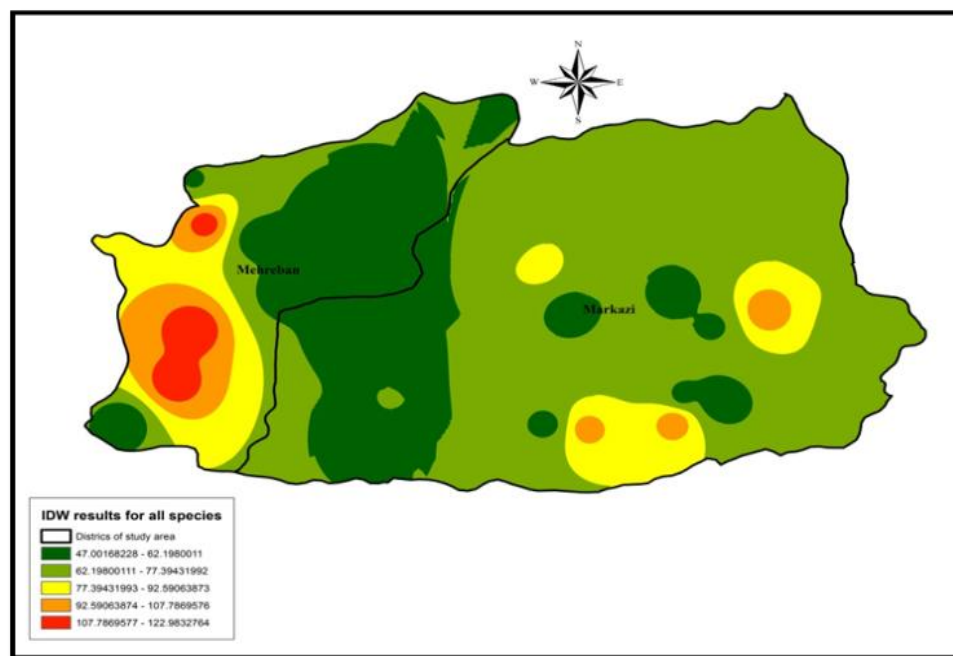 N
W E
S
Mehreban
Markazi
IDW results for all species
Districs of study area
47.00168228 - 62.1980011
62.19800111 - 77.39431992
77.39431993 - 92.59063873
92.59063874 - 107.7869576
107.7869577 - 122.9832764